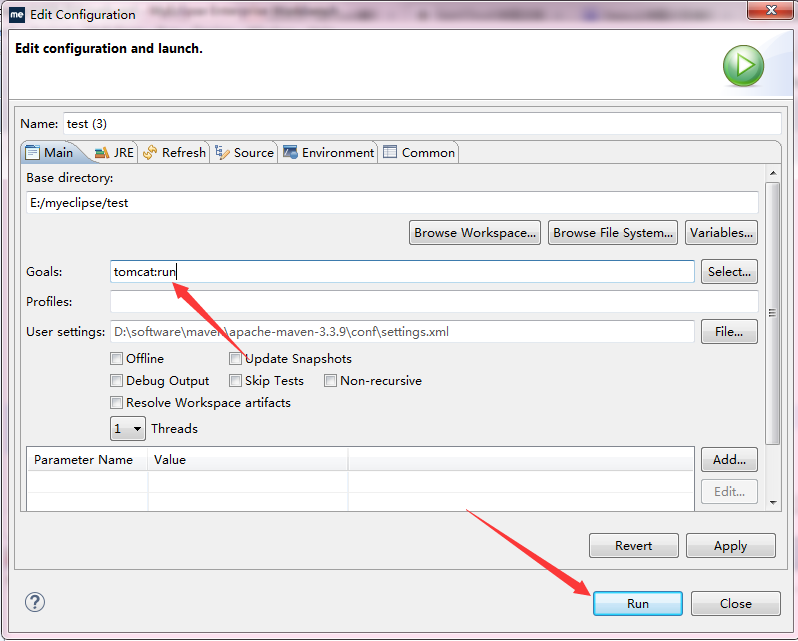 me Edit Configuration
Edit configuration and launch.
Name: test (3)
Main JRE Refresh Source Environment Common
Base directory:
E:/myeclipse/test
Browse Workspace... Browse File System... Variables...
Goals: tomcat:run Select...
Profiles:
User settings: D:\software\maven\apache-maven-3.3.9\conf\settings.xml File...
Offline Update Snapshots
Debug Output Skip Tests Non-recursive
Resolve Workspace artifacts
1 Threads
Parameter Name Value Add...
Edit...
Revert Apply
? Run Close